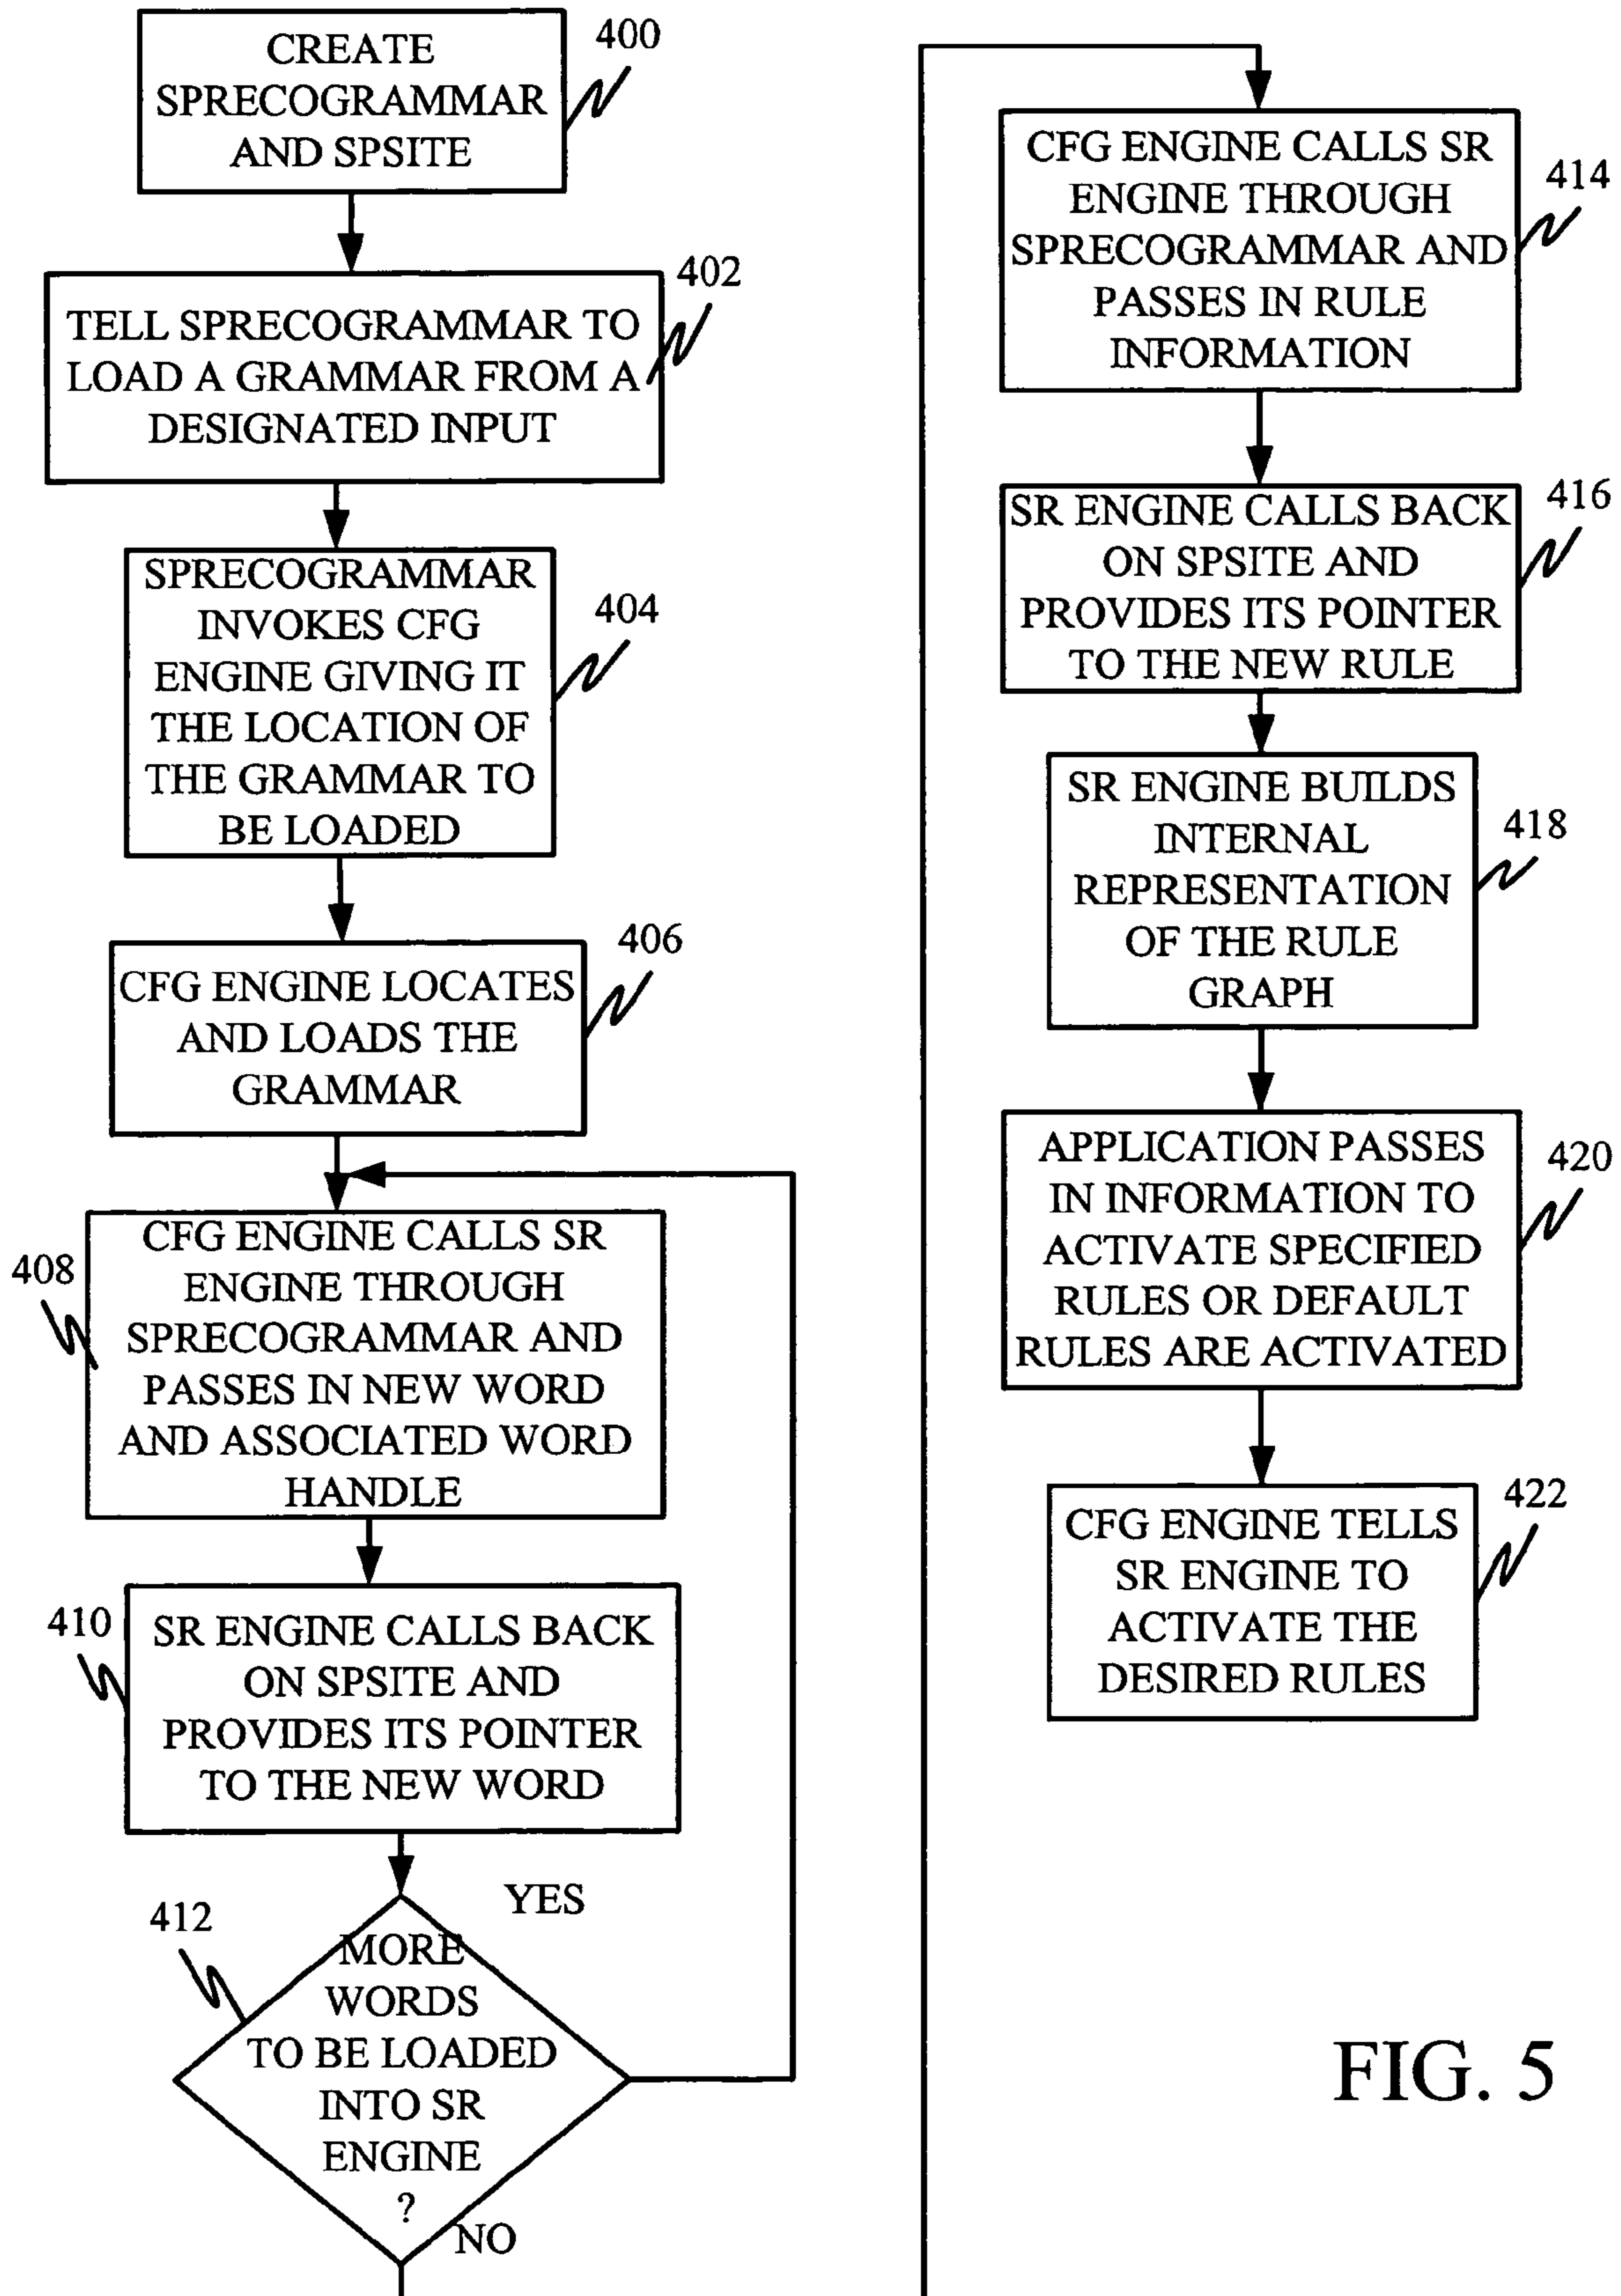 CREATE
SPRECOGRAMMAR
AND SPSITE
400
TELL SPRECOGRAMMAR TO
LOAD A GRAMMAR FROM A
DESIGNATED INPUT
402
SPRECOGRAMMAR
INVOKES CFG
ENGINE GIVING IT
THE LOCATION OF
THE GRAMMAR TO
BE LOADED
404
CFG ENGINE LOCATES
AND LOADS THE
GRAMMAR
406
CFG ENGINE CALLS SR
ENGINE THROUGH
SPRECOGRAMMAR AND
PASSES IN NEW WORD
AND ASSOCIATED WORD
HANDLE
408
SR ENGINE CALLS BACK
ON SPSITE AND
PROVIDES ITS POINTER
TO THE NEW WORD
410
YES
412
MORE
WORDS
TO BE LOADED
INTO SR
ENGINE
?
NO
CFG ENGINE CALLS SR
ENGINE THROUGH
SPRECOGRAMMAR AND
PASSES IN RULE
INFORMATION
414
SR ENGINE CALLS BACK
ON SPSITE AND
PROVIDES ITS POINTER
TO THE NEW RULE
416
SR ENGINE BUILDS
INTERNAL
REPRESENTATION
OF THE RULE
GRAPH
418
APPLICATION PASSES
IN INFORMATION TO
ACTIVATE SPECIFIED
RULES OR DEFAULT
RULES ARE ACTIVATED
420
CFG ENGINE TELLS
SR ENGINE TO
ACTIVATE THE
DESIRED RULES
422
FIG. 5